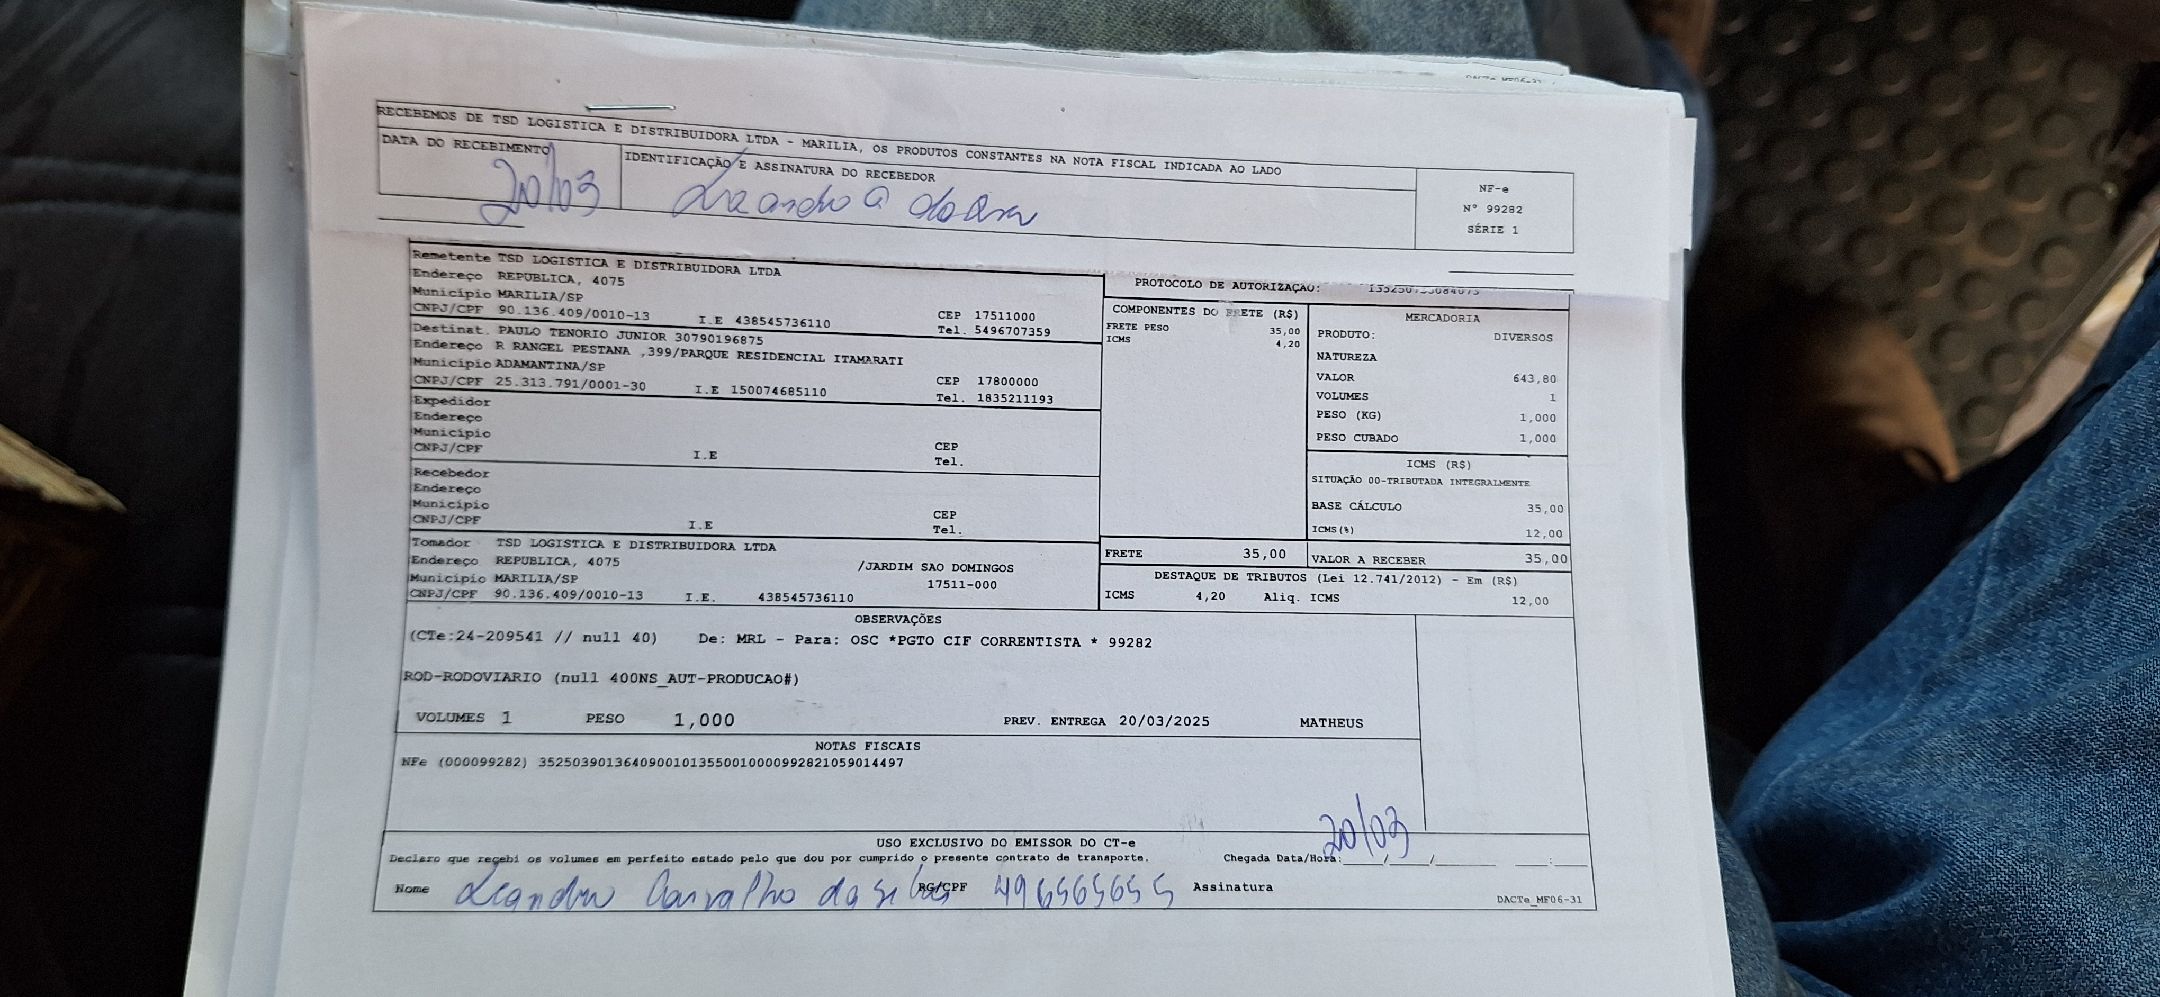 DACTe_MF06-31
RECEBEMOS DE TSD LOGISTICA E DISTRIBUIDORA LTDA - MARILIA, OS PRODUTOS CONSTANTES NA NOTA FISCAL INDICADA AO LADO
DATA DO RECEBIMENTO
20/03
IDENTIFICAÇÃO E ASSINATURA DO RECEBEDOR
Leandro C da
NF-e
Nº 99282
SÉRIE 1
Remetente TSD LOGISTICA E DISTRIBUIDORA LTDA
Endereço REPUBLICA, 4075
Município MARILIA/SP
CNPJ/CPF 90.136.409/0010-13 I.E 438545736110 CEP 17511000
Tel. 5496707359
Destinat. PAULO TENORIO JUNIOR 30790196875
Endereço R RANGEL PESTANA ,399/PARQUE RESIDENCIAL ITAMARATI
Município ADAMANTINA/SP
CNPJ/CPF 25.313.791/0001-30 I.E 150074685110 CEP 17800000
Tel. 1835211193
Expedidor
Endereço
Município
CNPJ/CPF I.E CEP
Tel.
Recebedor
Endereço
Município
CNPJ/CPF I.E CEP
Tel.
Tomador TSD LOGISTICA E DISTRIBUIDORA LTDA
Endereço REPUBLICA, 4075 /JARDIM SAO DOMINGOS
Município MARILIA/SP 17511-000
CNPJ/CPF 90.136.409/0010-13 I.E. 438545736110
PROTOCOLO DE AUTORIZAÇÃO:
COMPONENTES DO FRETE (R$)
FRETE PESO 35,00
ICMS 4,20
MERCADORIA
PRODUTO: DIVERSOS
NATUREZA
VALOR 643,80
VOLUMES 1
PESO (KG) 1,000
PESO CUBADO 1,000
ICMS (R$)
SITUAÇÃO 00-TRIBUTADA INTEGRALMENTE
BASE CÁLCULO 35,00
ICMS(%) 12,00
FRETE 35,00 VALOR A RECEBER 35,00
DESTAQUE DE TRIBUTOS (Lei 12.741/2012) - Em (R$)
ICMS 4,20 Aliq. ICMS 12,00
OBSERVAÇÕES
(CTe:24-209541 // null 40) De: MRL - Para: OSC *PGTO CIF CORRENTISTA * 99282
ROD-RODOVIARIO (null 400NS_AUT-PRODUCAO#)
VOLUMES 1 PESO 1,000 PREV. ENTREGA 20/03/2025 MATHEUS
NOTAS FISCAIS
NFe (000099282) 35250390136409001013550010000992821059014497
USO EXCLUSIVO DO EMISSOR DO CT-e
Declaro que recebi os volumes em perfeito estado pelo que dou por cumprido o presente contrato de transporte. Chegada Data/Hora: 20/03
Nome Leandro Carvalho da Silva RG/CPF 496565655 Assinatura
DACTe_MF06-31